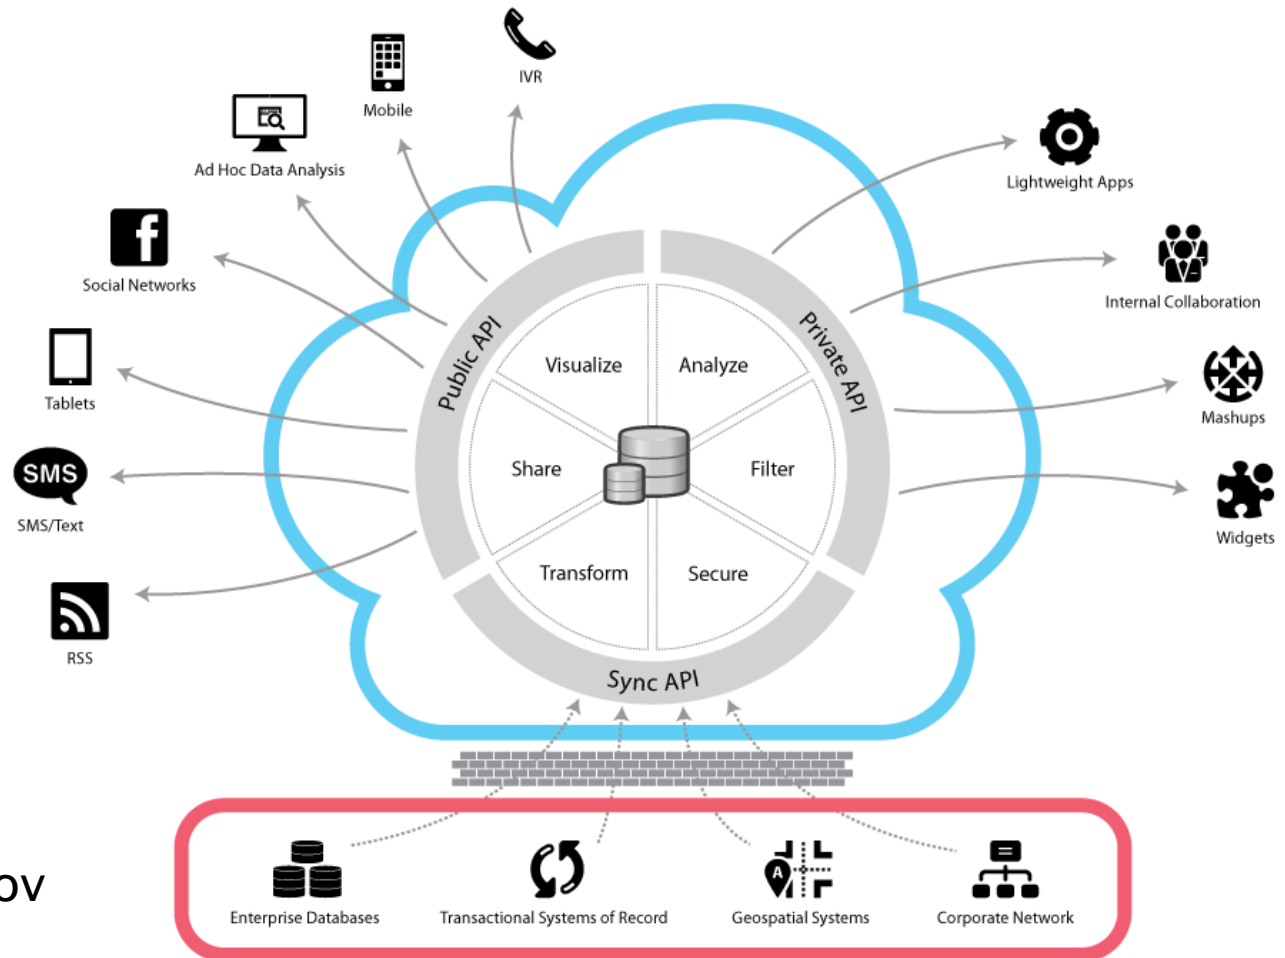 IVR
Mobile
Ad Hoc Data Analysis
Lightweight Apps
f
Social Networks
Internal Collaboration
Public API
Private API
Visualize
Analyze
Tablets
Mashups
Share
Filter
SMS
SMS/Text
Widgets
Transform
Secure
RSS
Sync API
A
ov
Enterprise Databases
Transactional Systems of Record
Geospatial Systems
Corporate Network